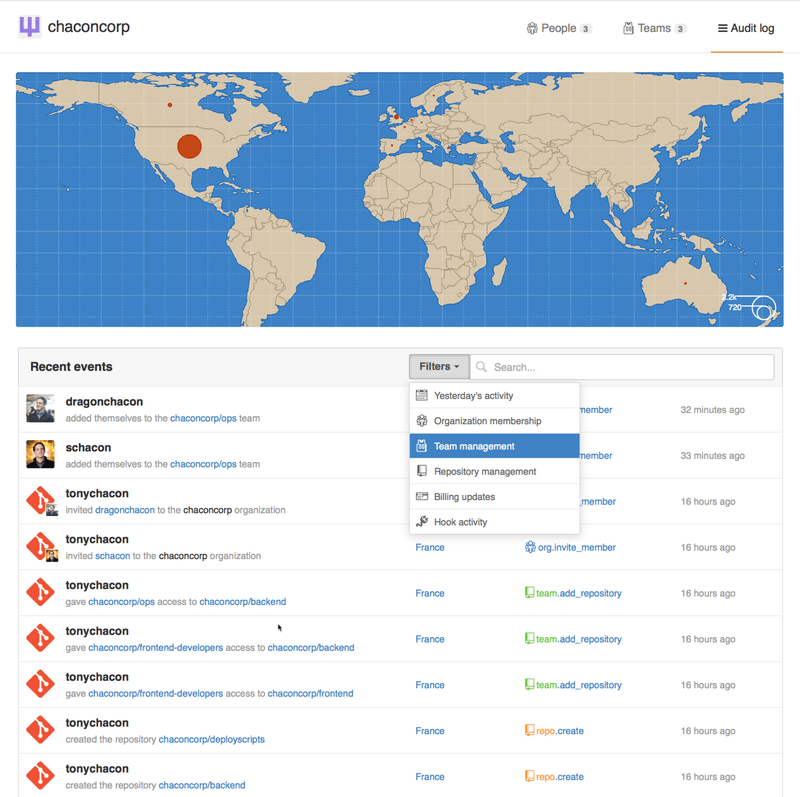 chaconcorp
People 3
Teams 3
Audit log
2.2k
720
Recent events
Filters
Search...
Yesterday's activity
Organization membership
Team management
Repository management
Billing updates
Hook activity
dragonchacon
added themselves to the chaconcorp/ops team
member
32 minutes ago
schacon
added themselves to the chaconcorp/ops team
member
33 minutes ago
tonychacon
invited dragonchacon to the chaconcorp organization
_member
16 hours ago
tonychacon
invited schacon to the chaconcorp organization
France
org.invite_member
16 hours ago
tonychacon
gave chaconcorp/ops access to chaconcorp/backend
France
team.add_repository
16 hours ago
tonychacon
gave chaconcorp/frontend-developers access to chaconcorp/backend
France
team.add_repository
16 hours ago
tonychacon
gave chaconcorp/frontend-developers access to chaconcorp/frontend
France
team.add_repository
16 hours ago
tonychacon
created the repository chaconcorp/deployscripts
France
repo.create
16 hours ago
tonychacon
created the repository chaconcorp/backend
France
repo.create
16 hours ago